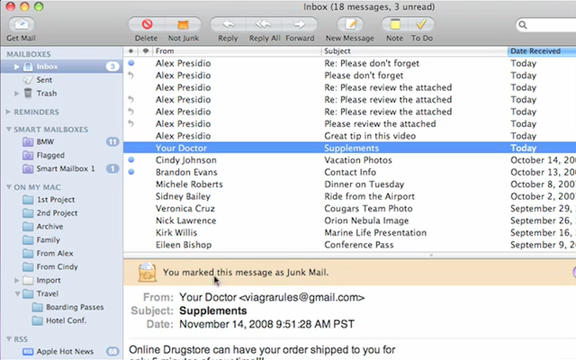 Inbox (18 messages, 3 unread)
Get Mail
Delete
Not Junk
Reply
Reply All
Forward
New Message
Note
To Do
MAILBOXES
Inbox 3
Sent
Trash
REMINDERS
SMART MAILBOXES
BMW 11
Flagged
Smart Mailbox 1 1
ON MY MAC
1st Project
2nd Project
Archive
Family
From Alex
From Cindy
Import
Travel
Boarding Passes
Hotel Conf.
RSS
Apple Hot News 88
From Subject Date Received
Alex Presidio Re: Please don't forget Today
Alex Presidio Please don't forget Today
Alex Presidio Re: Please review the attached Today
Alex Presidio Re: Please review the attached Today
Alex Presidio Re: Please review the attached Today
Alex Presidio Please review the attached Today
Alex Presidio Great tip in this video Today
Your Doctor Supplements Today
Cindy Johnson Vacation Photos October 14, 200
Brandon Evans Contact Info October 13, 200
Michele Roberts Dinner on Tuesday October 8, 200
Sidney Bailey Ride from the Airport October 2, 200
Veronica Cruz Cougars Team Photo September 29,
Nick Lawrence Orion Nebula Image September 21,
Kirk Willis Marine Life Report September 16,
Eileen Bishop Conference Pass September 9,
You marked this message as Junk Mail.
From: Your Doctor <viagrarules@gmail.com>
Subject: Supplements
Date: November 14, 2008 9:51:28 AM PST
Online Drugstore can have your order shipped to you for